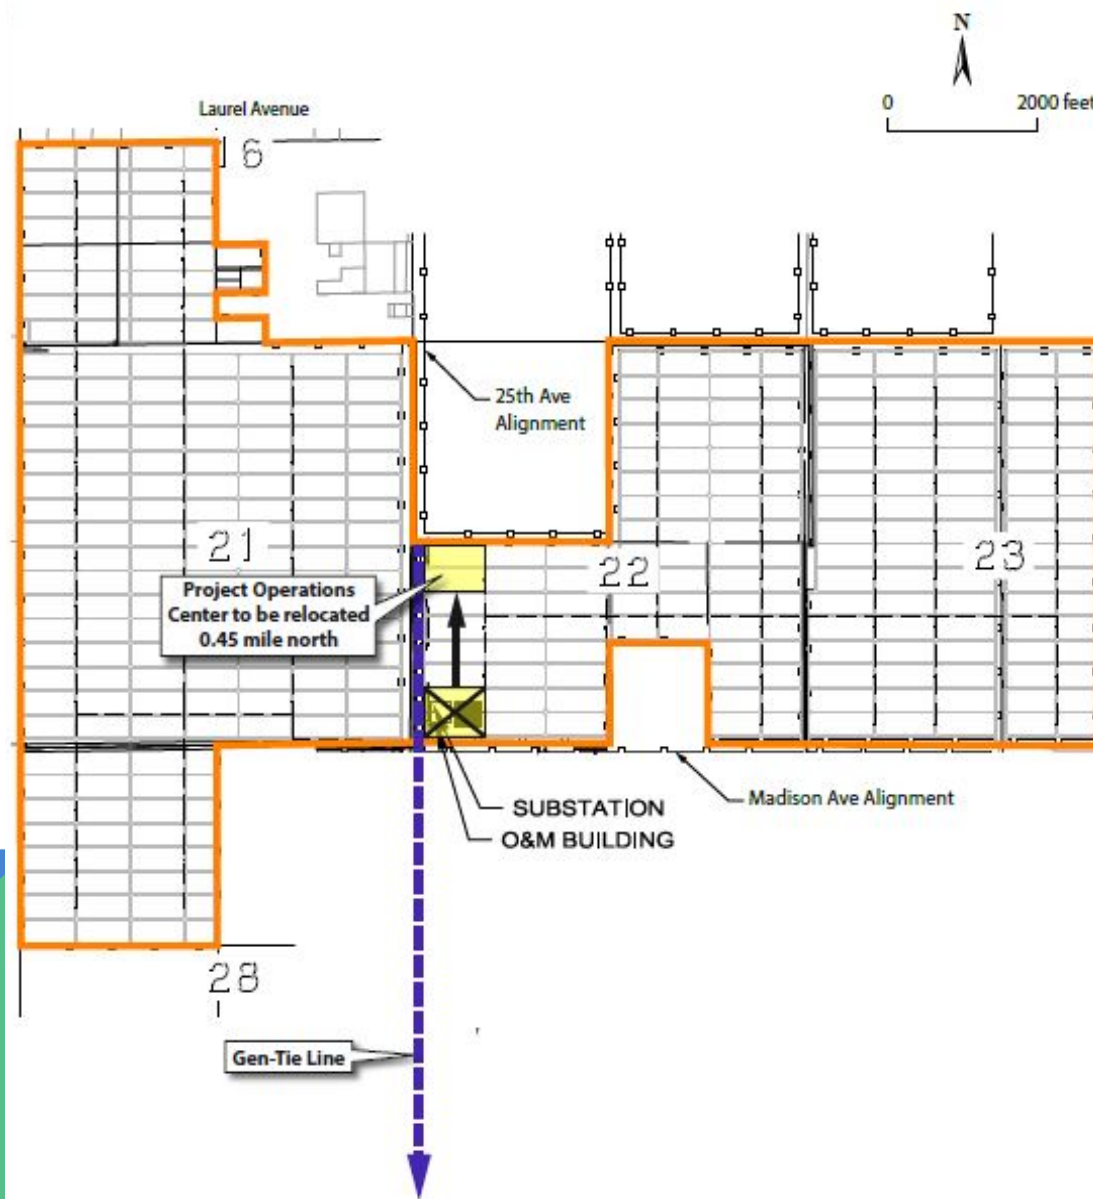 N
0 2000 feet
Laurel Avenue
16
25th Ave
Alignment
21
22
23
Project Operations
Center to be relocated
0.45 mile north
SUBSTATION
O&M BUILDING
Madison Ave Alignment
28
Gen-Tie Line